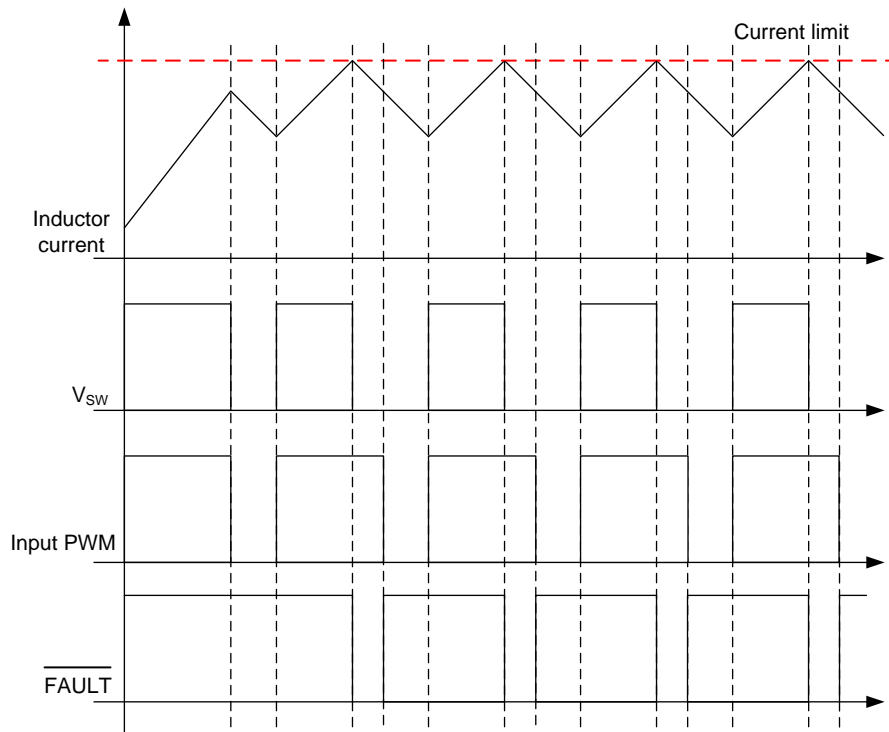 Current limit
Inductor
current
VSW
Input PWM
FAULT